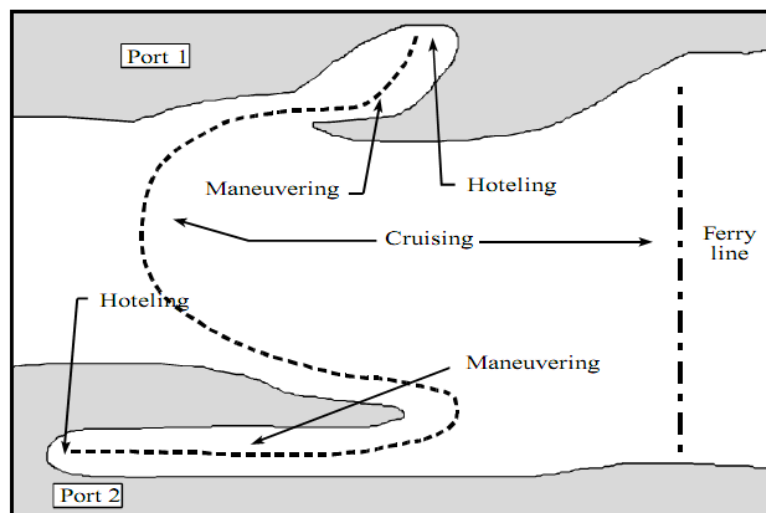 Port 1
Maneuvering
Hoteling
Cruising
Ferry
line
Hoteling
Maneuvering
Port 2